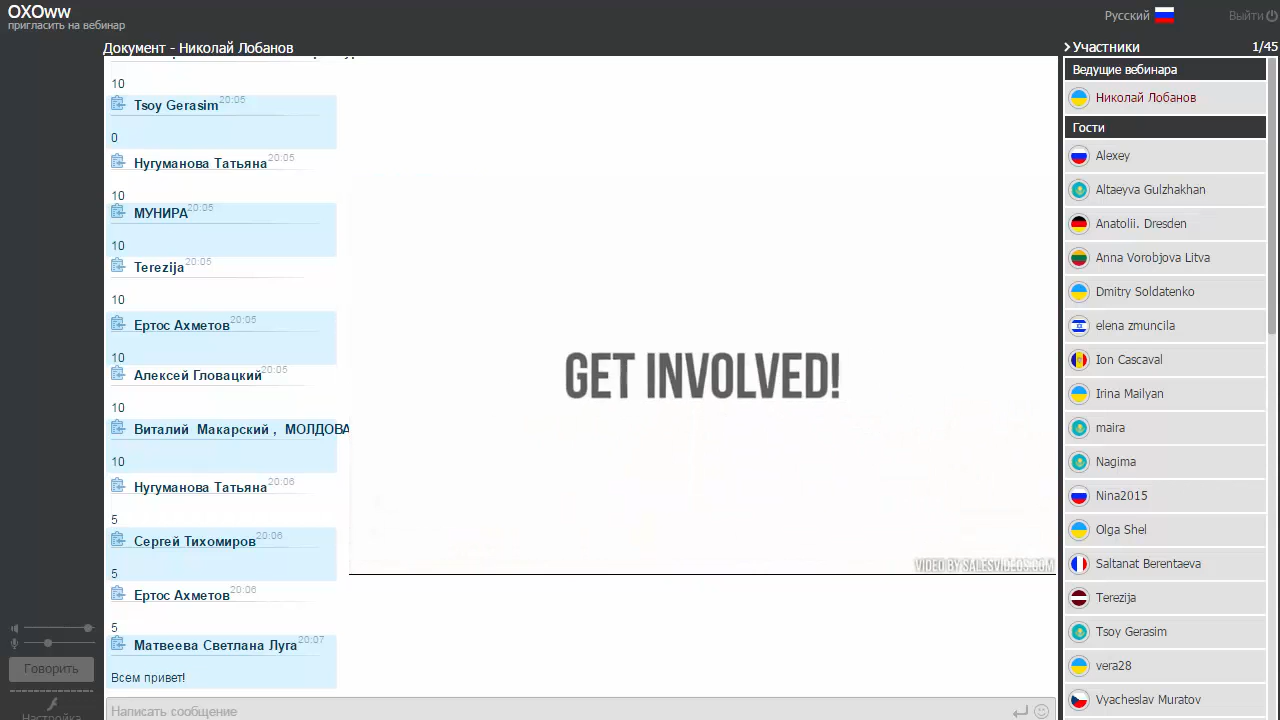 OXOww
пригласить на вебинар
Русский
Выйти
Документ - Николай Лобанов
10
Tsoy Gerasim 20:05
0
Нугуманова Татьяна 20:05
10
МУНИРА 20:05
10
Terezija 20:05
10
Ертос Ахметов 20:05
10
Алексей Гловацкий 20:05
10
Виталий Макарский , МОЛДОВА
10
Нугуманова Татьяна 20:06
5
Сергей Тихомиров 20:06
5
Ертос Ахметов 20:06
5
Матвеева Светлана Луга 20:07
Всем привет!
Написать сообщение
GET INVOLVED!
VIDEO BY SALESVIDEOS.COM
Участники 1/45
Ведущие вебинара
Николай Лобанов
Гости
Alexey
Altaeyva Gulzhakhan
Anatolii. Dresden
Anna Vorobjova Litva
Dmitry Soldatenko
elena zmuncila
Ion Cascaval
Irina Mailyan
maira
Nagima
Nina2015
Olga Shel
Saltanat Berentaeva
Terezija
Tsoy Gerasim
vera28
Vyacheslav Muratov
Говорить
Настройка